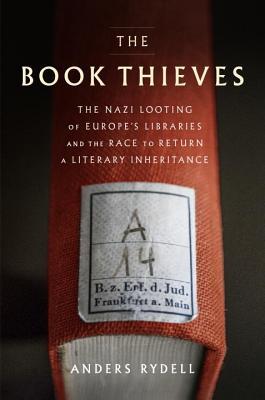 THE
BOOK THIEVES
THE NAZI LOOTING
OF EUROPE'S LIBRARIES
AND THE RACE TO RETURN
A LITERARY INHERITANCE
A
14
B. z. Erf. d. Jud.
Frankfurt a. Main
ANDERS RYDELL